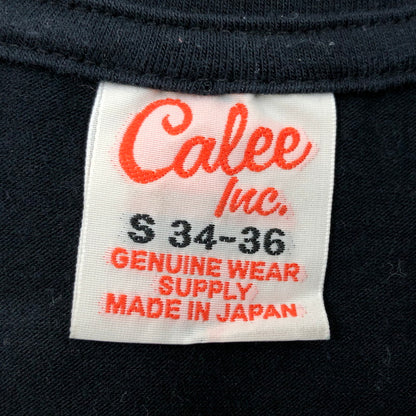 Calee
Inc.
S 34~36
GENUINE WEAR
SUPPLY
MADE IN JAPAN